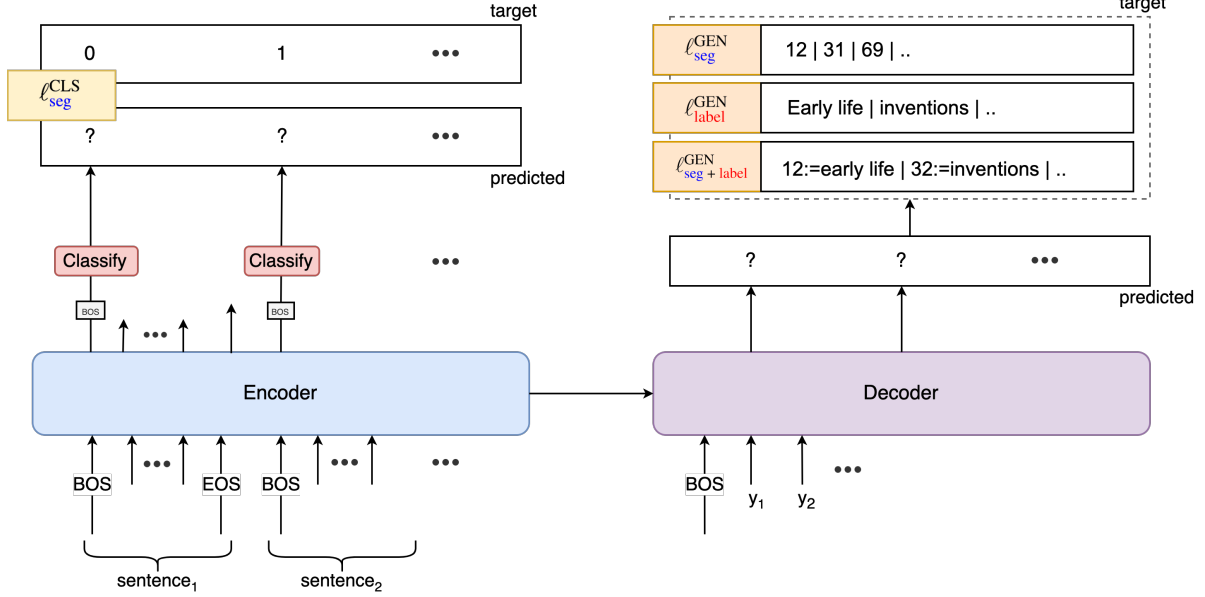 target
0 1 •••
ℓ^CLS_seg
? ? •••
predicted
Classify Classify •••
BOS ••• BOS
Encoder
••• ••• •••
BOS EOS BOS
sentence₁ sentence₂
target
ℓ^GEN_seg 12 | 31 | 69 | ..
ℓ^GEN_label Early life | inventions | ..
ℓ^GEN_seg + label 12:=early life | 32:=inventions | ..
? ? •••
predicted
Decoder
•••
BOS y₁ y₂